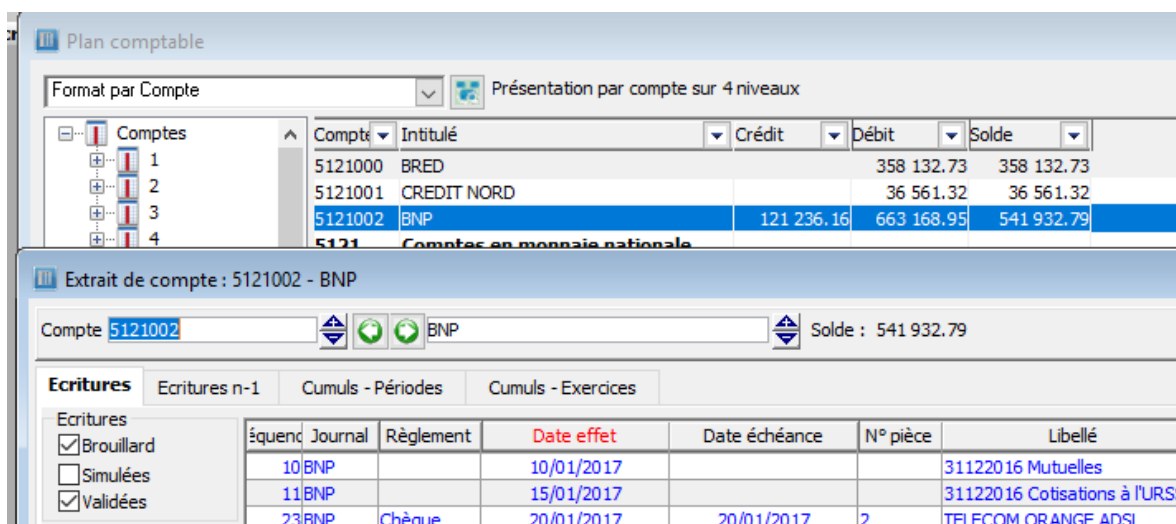 Plan comptable
Format par Compte Présentation par compte sur 4 niveaux
Comptes
1
2
3
4
Compte Intitulé Crédit Débit Solde
5121000 BRED 358 132.73 358 132.73
5121001 CREDIT NORD 36 561.32 36 561.32
5121002 BNP 121 236.16 663 168.95 541 932.79
5121 Comptes en monnaie nationale
Extrait de compte : 5121002 - BNP
Compte 5121002 BNP Solde : 541 932.79
Ecritures Ecritures n-1 Cumuls - Périodes Cumuls - Exercices
Ecritures
Brouillard
Simulées
Validées
équenc Journal Règlement Date effet Date échéance N° pièce Libellé
10 BNP 10/01/2017 31122016 Mutuelles
11 BNP 15/01/2017 31122016 Cotisations à l'URS
23 BNP Chèque 20/01/2017 20/01/2017 2 TELECOM ORANGE ADSL